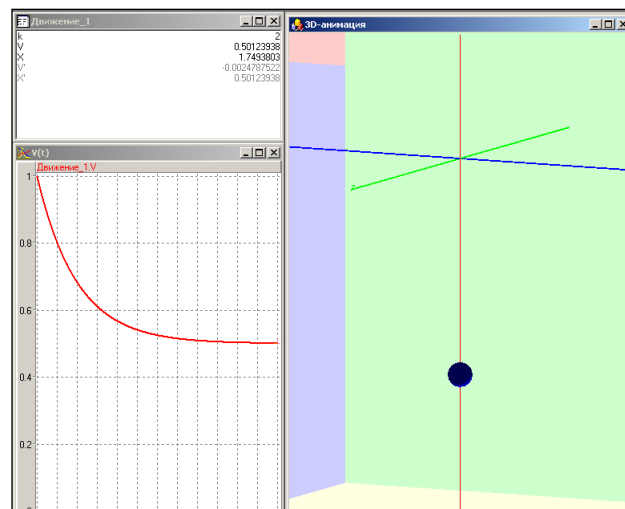 Движение_1
k 2
V 0.50123938
X 1.7493803
V' -0.0024787522
X' 0.50123938
V(t)
Движение_1.V
1
0.8
0.6
0.4
0.2
3D-анимация